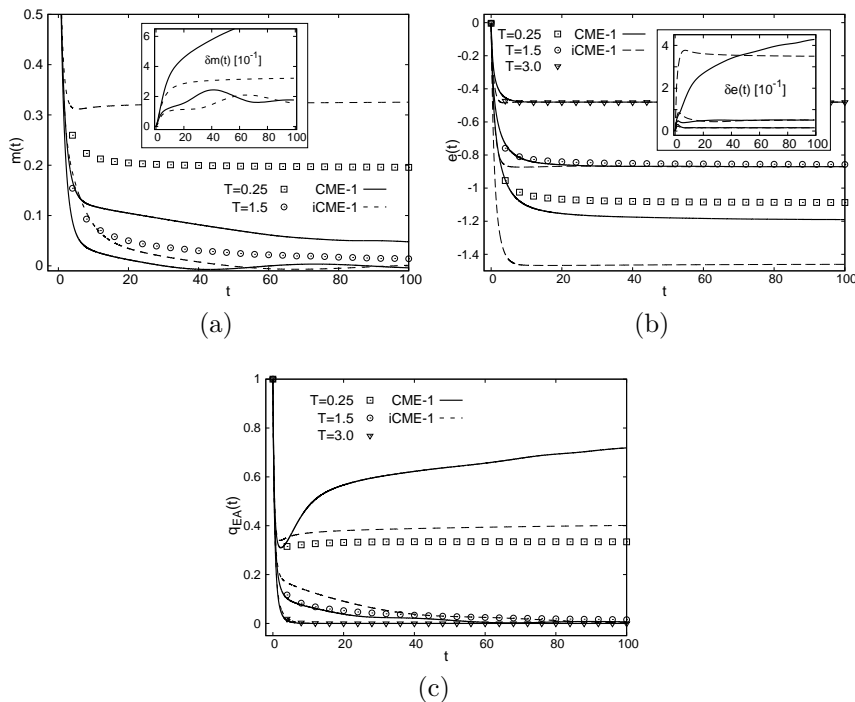 0.5
0.4
0.3
0.2
0.1
0
m(t)
0 20 40 60 80 100
t
6
4
2
0
0 20 40 60 80 100
δm(t) [10⁻¹]
T=0.25 CME-1
T=1.5 iCME-1
(a)
0
-0.2
-0.4
-0.6
-0.8
-1.0
-1.2
-1.4
e(t)
0 20 40 60 80 100
t
T=0.25 CME-1
T=1.5 iCME-1
T=3.0
4
2
0
0 20 40 60 80 100
δe(t) [10⁻¹]
(b)
1
0.8
0.6
0.4
0.2
0
qEA(t)
0 20 40 60 80 100
t
T=0.25 CME-1
T=1.5 iCME-1
T=3.0
(c)